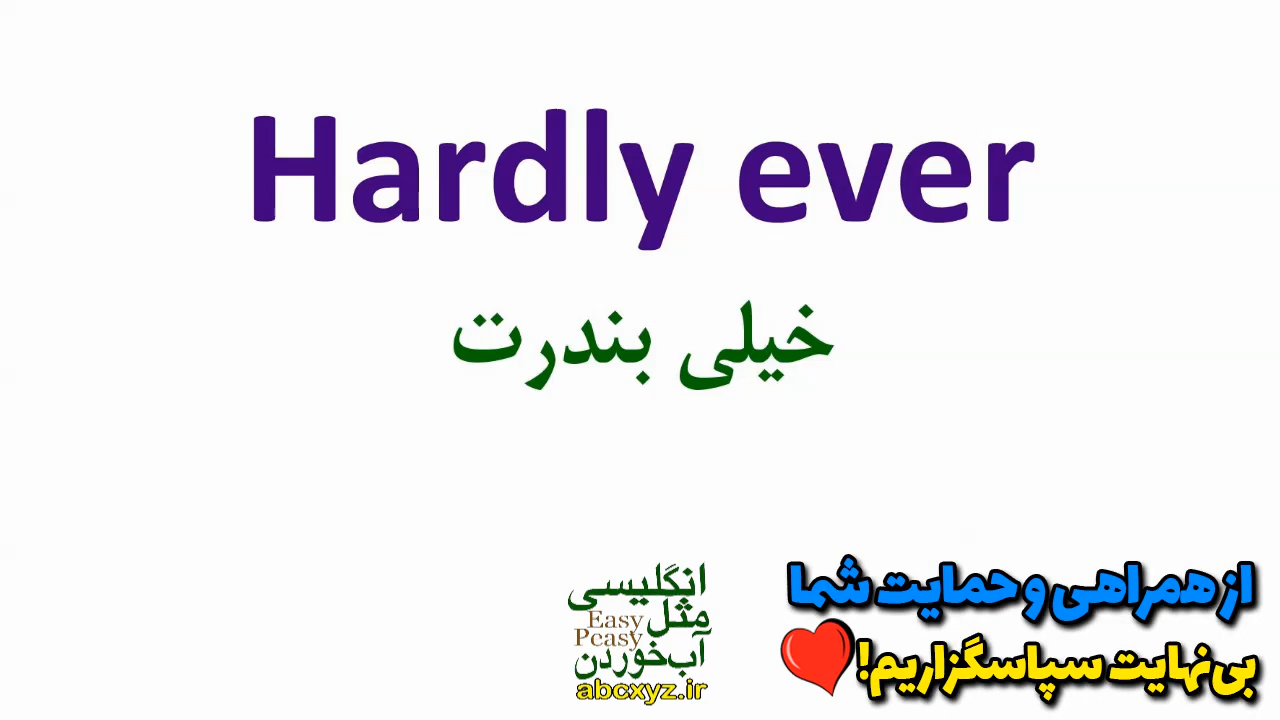 Hardly ever
خیلی بندرت
انگلیسی
مثل
Easy
Peasy
آب‌خوردن
abcxyz.ir
از همراهی و حمایت شما
بی‌نهایت سپاسگزاریم!